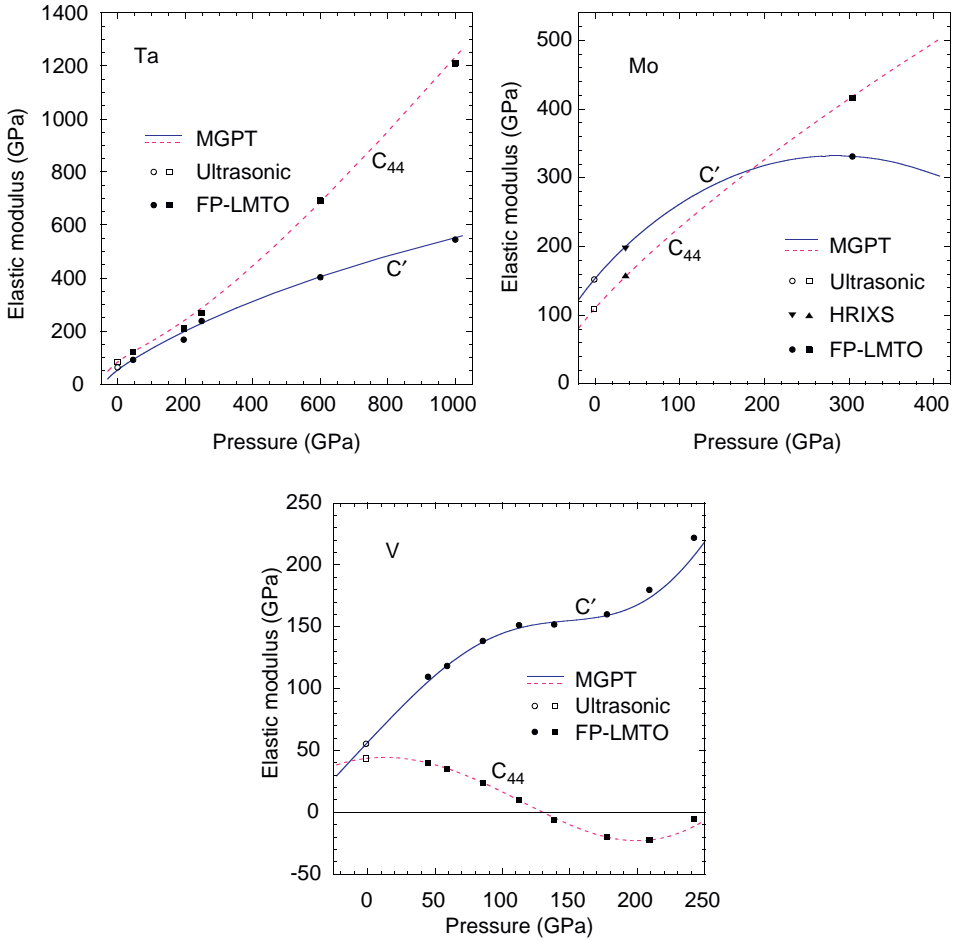 Ta
Elastic modulus (GPa)
1400
1200
1000
800
600
400
200
0
MGPT
Ultrasonic
FP-LMTO
C44
C′
0 200 400 600 800 1000
Pressure (GPa)
Mo
Elastic modulus (GPa)
500
400
300
200
100
0
C′
C44
MGPT
Ultrasonic
HRIXS
FP-LMTO
0 100 200 300 400
Pressure (GPa)
V
Elastic modulus (GPa)
250
200
150
100
50
0
-50
C′
MGPT
Ultrasonic
FP-LMTO
C44
0 50 100 150 200 250
Pressure (GPa)